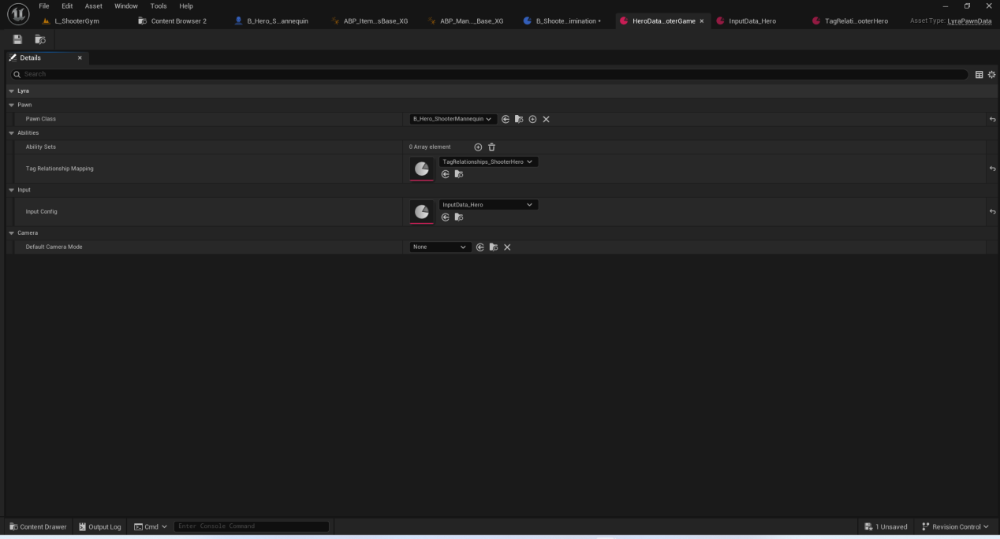 File Edit Asset Window Tools Help
L_ShooterGym Content Browser 2 B_Hero_S...annequin ABP_Item...sBase_XG ABP_Man..._Base_XG B_Shoote...imination • HeroData...oterGame × InputData_Hero TagRelati...ooterHero Asset Type: LyraPawnData
Details ×
Search
Lyra
Pawn
Pawn Class B_Hero_ShooterMannequin
Abilities
Ability Sets 0 Array element
Tag Relationship Mapping TagRelationships_ShooterHero
Input
Input Config InputData_Hero
Camera
Default Camera Mode None
Content Drawer Output Log Cmd Enter Console Command 1 Unsaved Revision Control